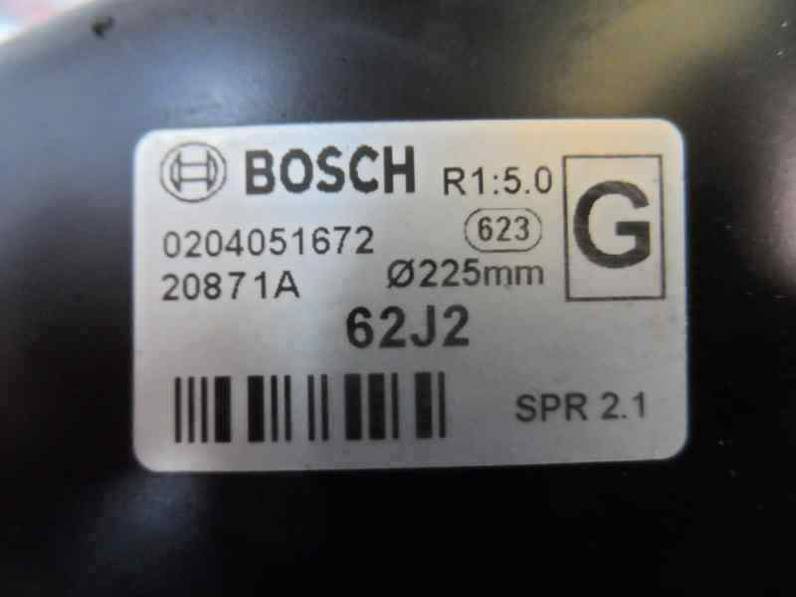 BOSCH R1:5.0
G
0204051672 623
20871A Ø225mm
62J2
SPR 2.1